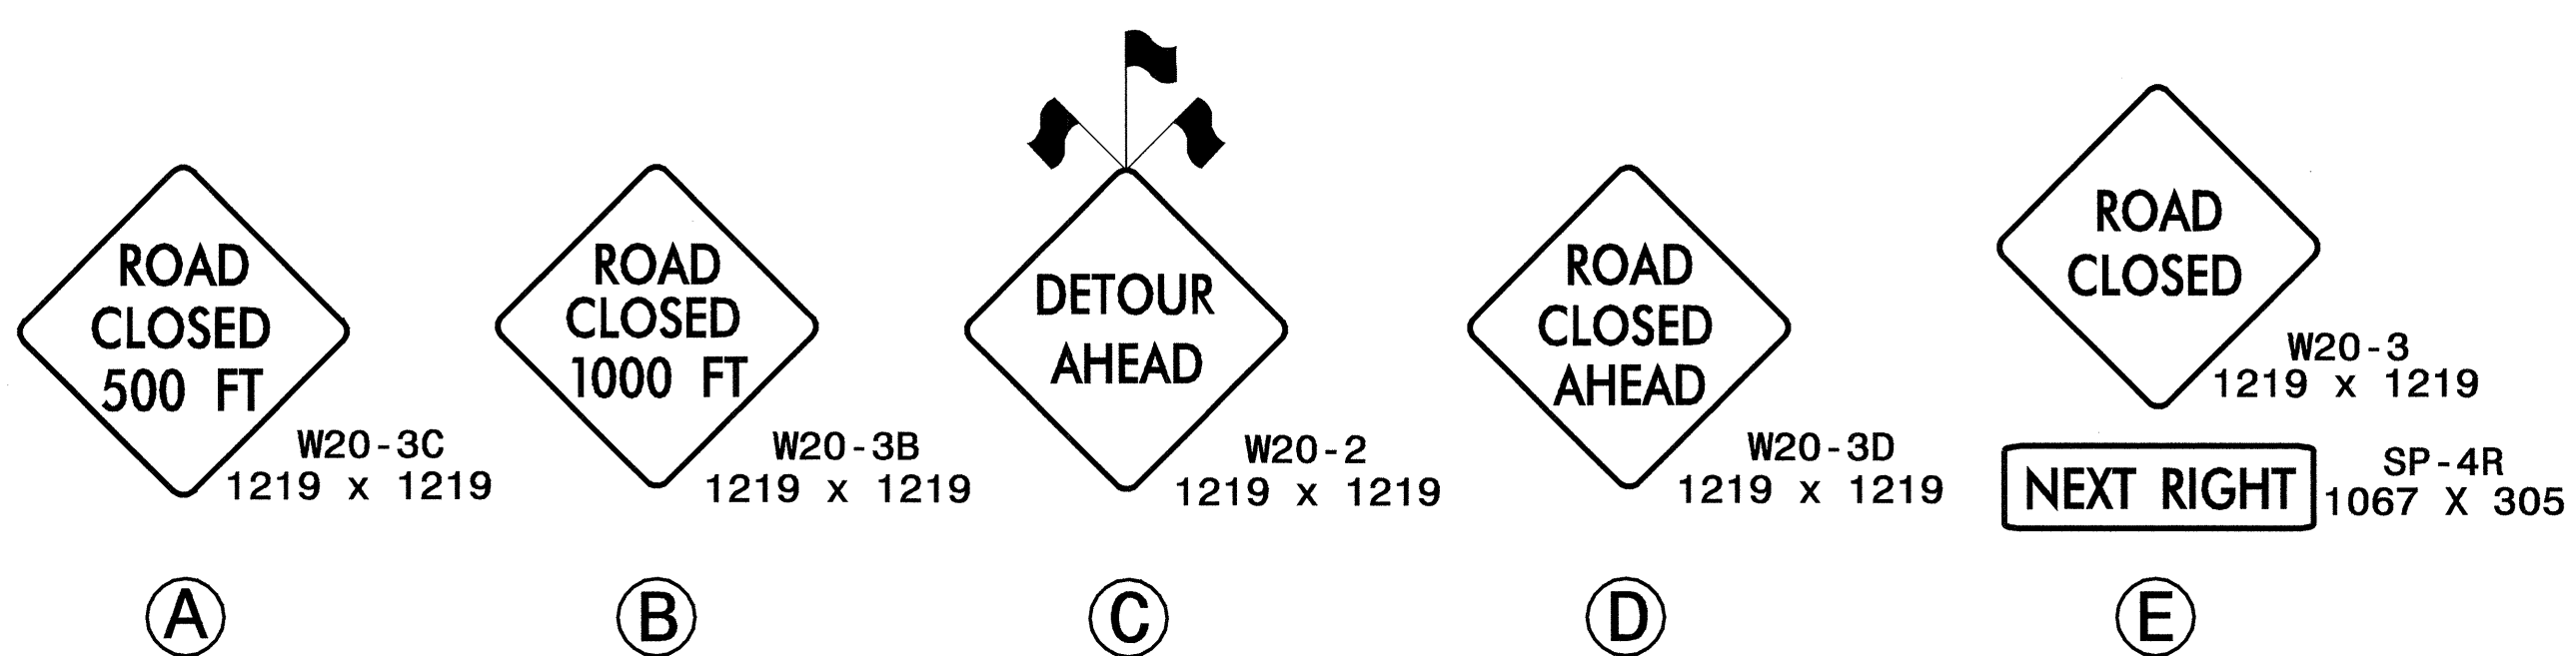 ROAD
CLOSED
500 FT
W20-3C
1219 x 1219
A
ROAD
CLOSED
1000 FT
W20-3B
1219 x 1219
B
DETOUR
AHEAD
W20-2
1219 x 1219
C
ROAD
CLOSED
AHEAD
W20-3D
1219 x 1219
D
ROAD
CLOSED
W20-3
1219 x 1219
NEXT RIGHT
SP-4R
1067 X 305
E